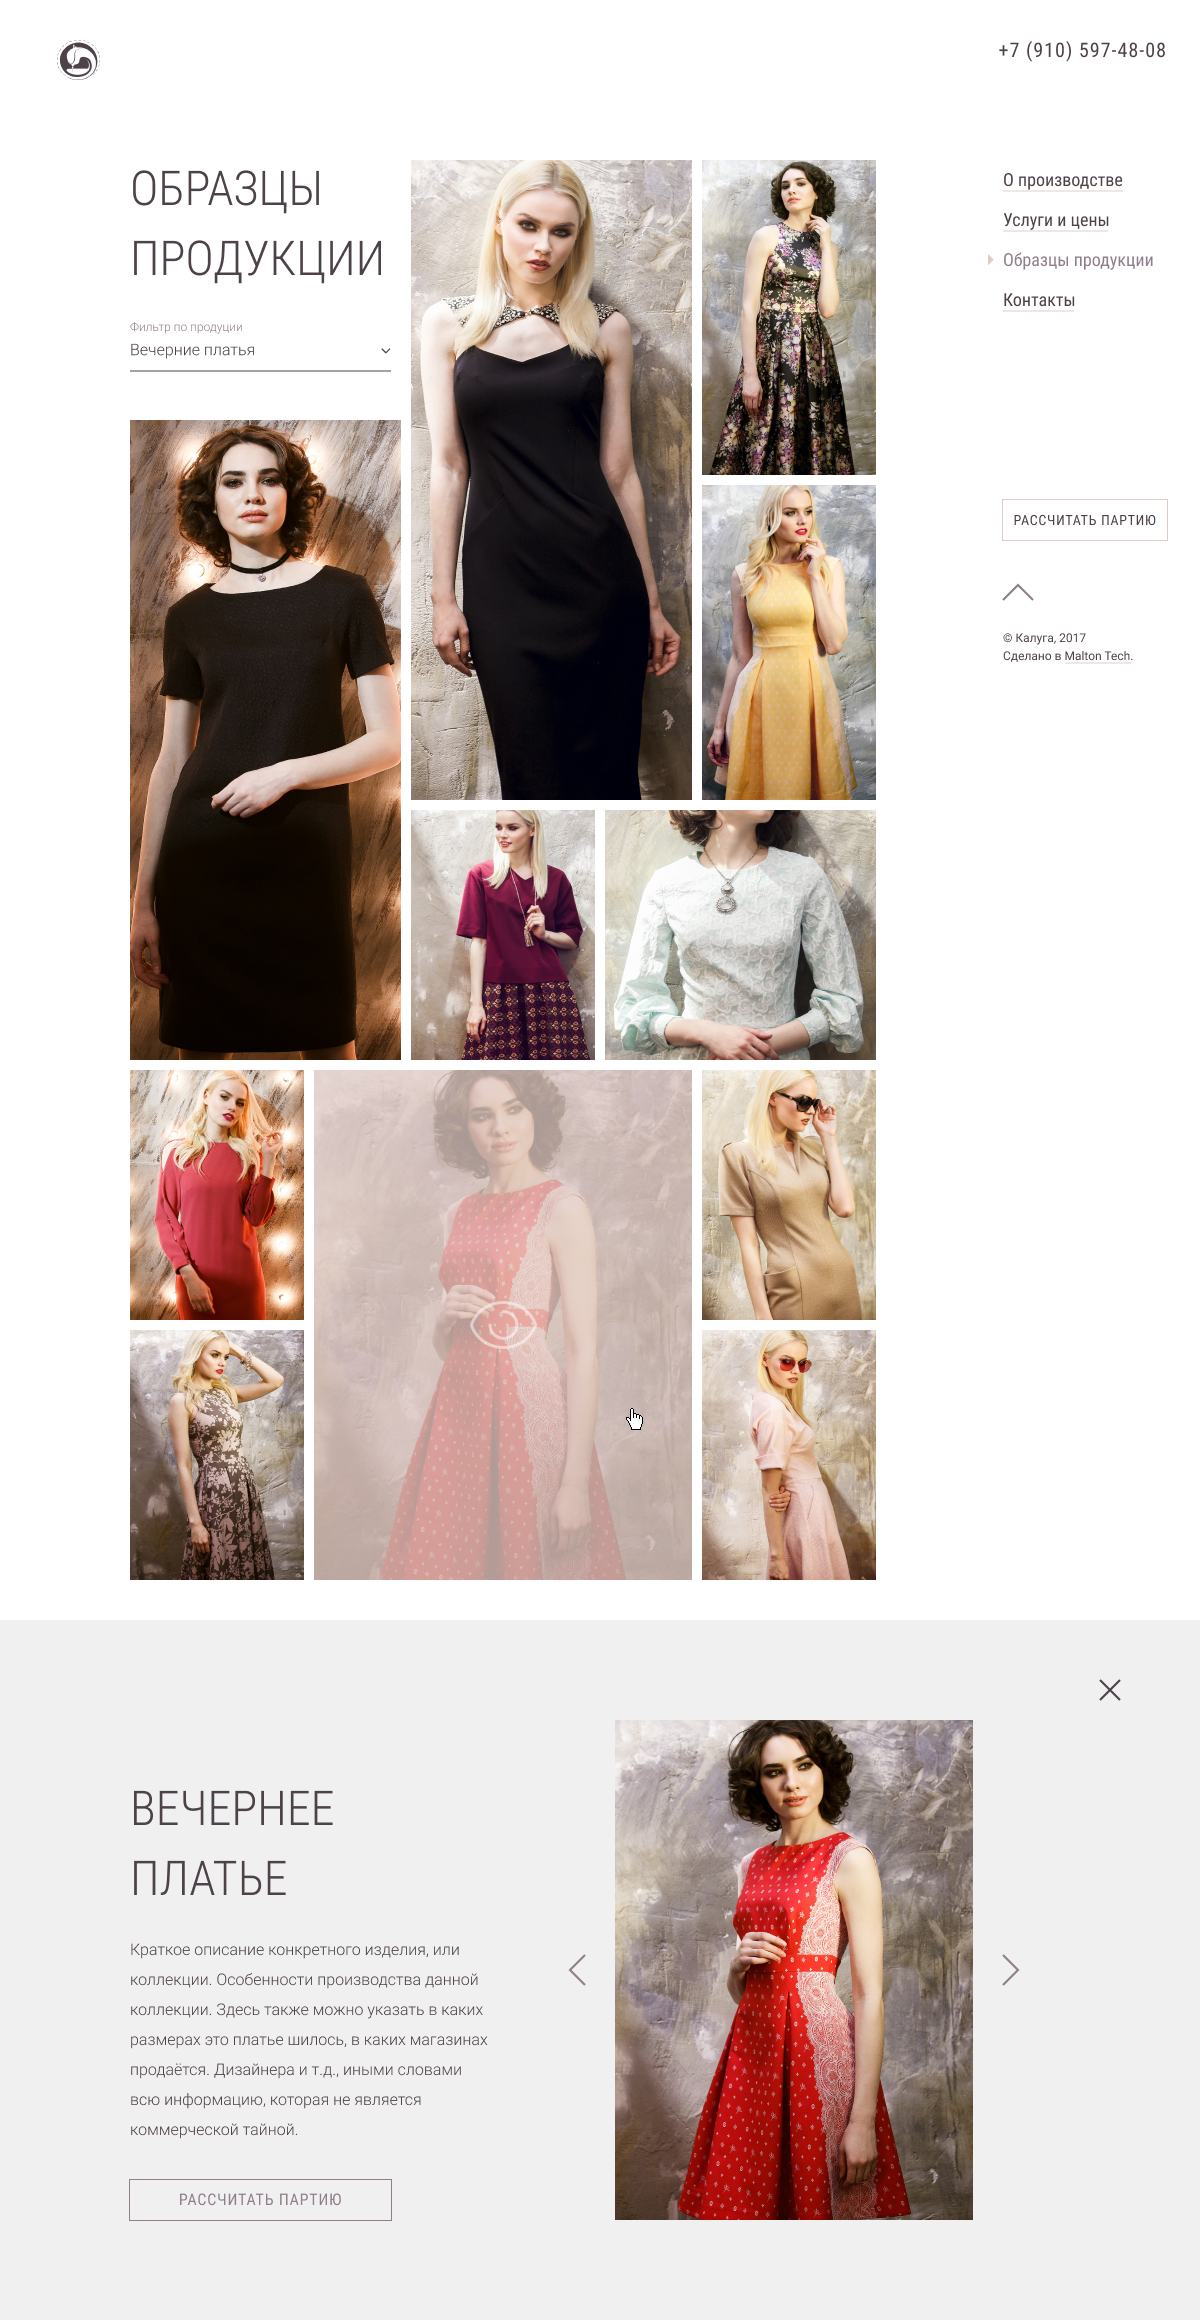 +7 (910) 597-48-08
ОБРАЗЦЫ
ПРОДУКЦИИ
Фильтр по продуции
Вечерние платья
О производстве
Услуги и цены
Образцы продукции
Контакты
РАССЧИТАТЬ ПАРТИЮ
© Калуга, 2017
Сделано в Malton Tech.
ВЕЧЕРНЕЕ
ПЛАТЬЕ
Краткое описание конкретного изделия, или
коллекции. Особенности производства данной
коллекции. Здесь также можно указать в каких
размерах это платье шилось, в каких магазинах
продаётся. Дизайнера и т.д., иными словами
всю информацию, которая не является
коммерческой тайной.
РАССЧИТАТЬ ПАРТИЮ